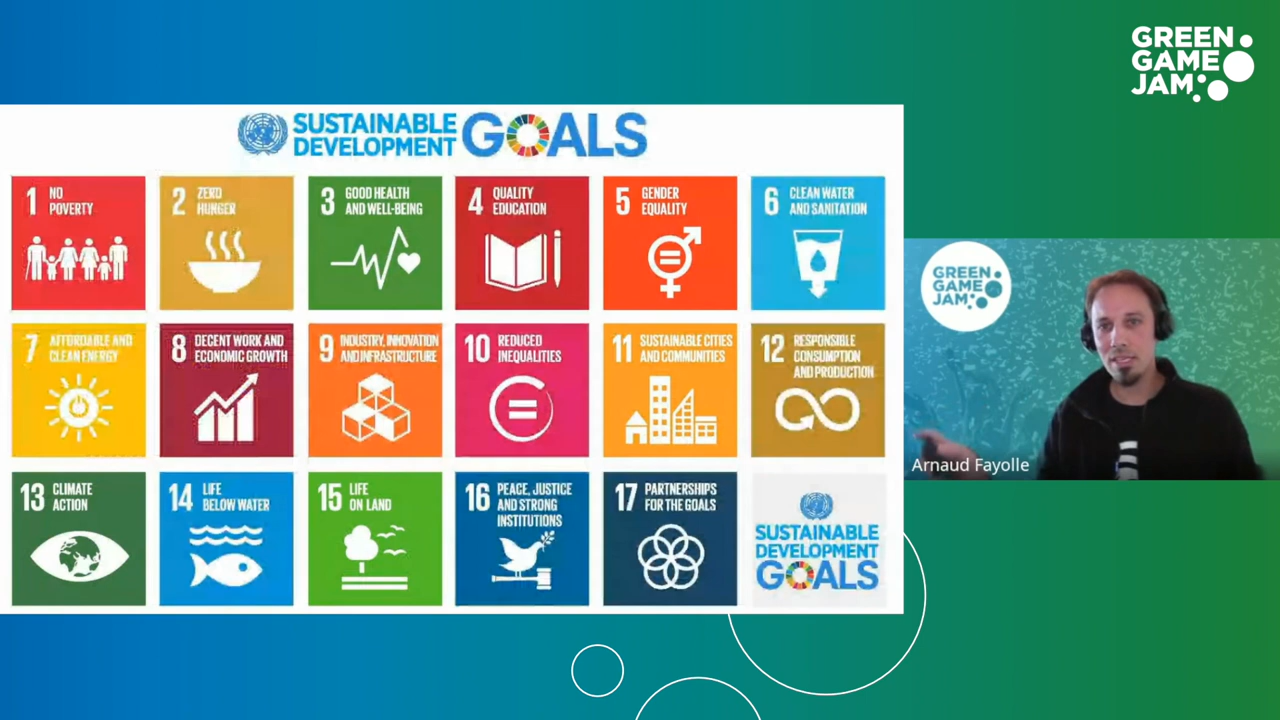 GREEN
GAME
JAM
SUSTAINABLE
DEVELOPMENT
GOALS
1 NO
POVERTY
2 ZERO
HUNGER
3 GOOD HEALTH
AND WELL-BEING
4 QUALITY
EDUCATION
5 GENDER
EQUALITY
6 CLEAN WATER
AND SANITATION
7 AFFORDABLE AND
CLEAN ENERGY
8 DECENT WORK AND
ECONOMIC GROWTH
9 INDUSTRY, INNOVATION
AND INFRASTRUCTURE
10 REDUCED
INEQUALITIES
11 SUSTAINABLE CITIES
AND COMMUNITIES
12 RESPONSIBLE
CONSUMPTION
AND PRODUCTION
13 CLIMATE
ACTION
14 LIFE
BELOW WATER
15 LIFE
ON LAND
16 PEACE, JUSTICE
AND STRONG
INSTITUTIONS
17 PARTNERSHIPS
FOR THE GOALS
SUSTAINABLE
DEVELOPMENT
GOALS
GREEN
GAME
JAM
Arnaud Fayolle